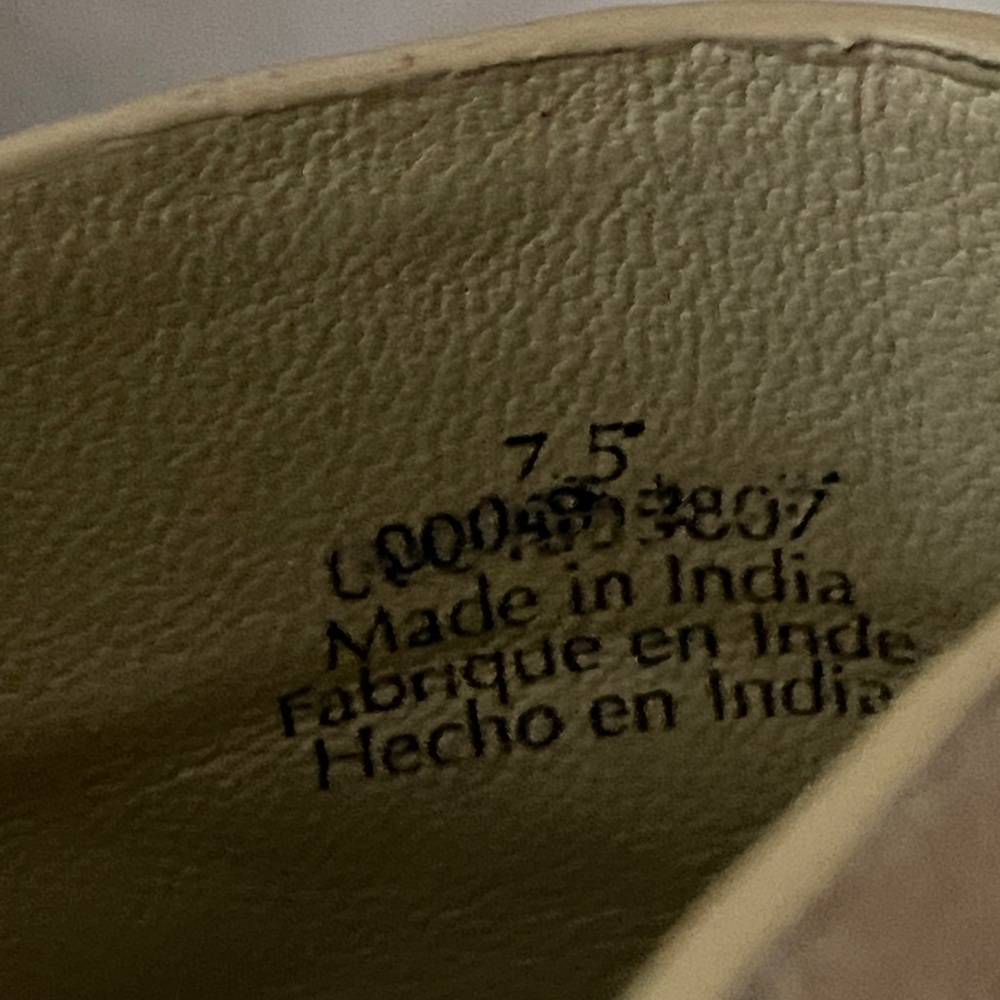 7.5
Made in India
Fabrique en Inde
Hecho en India